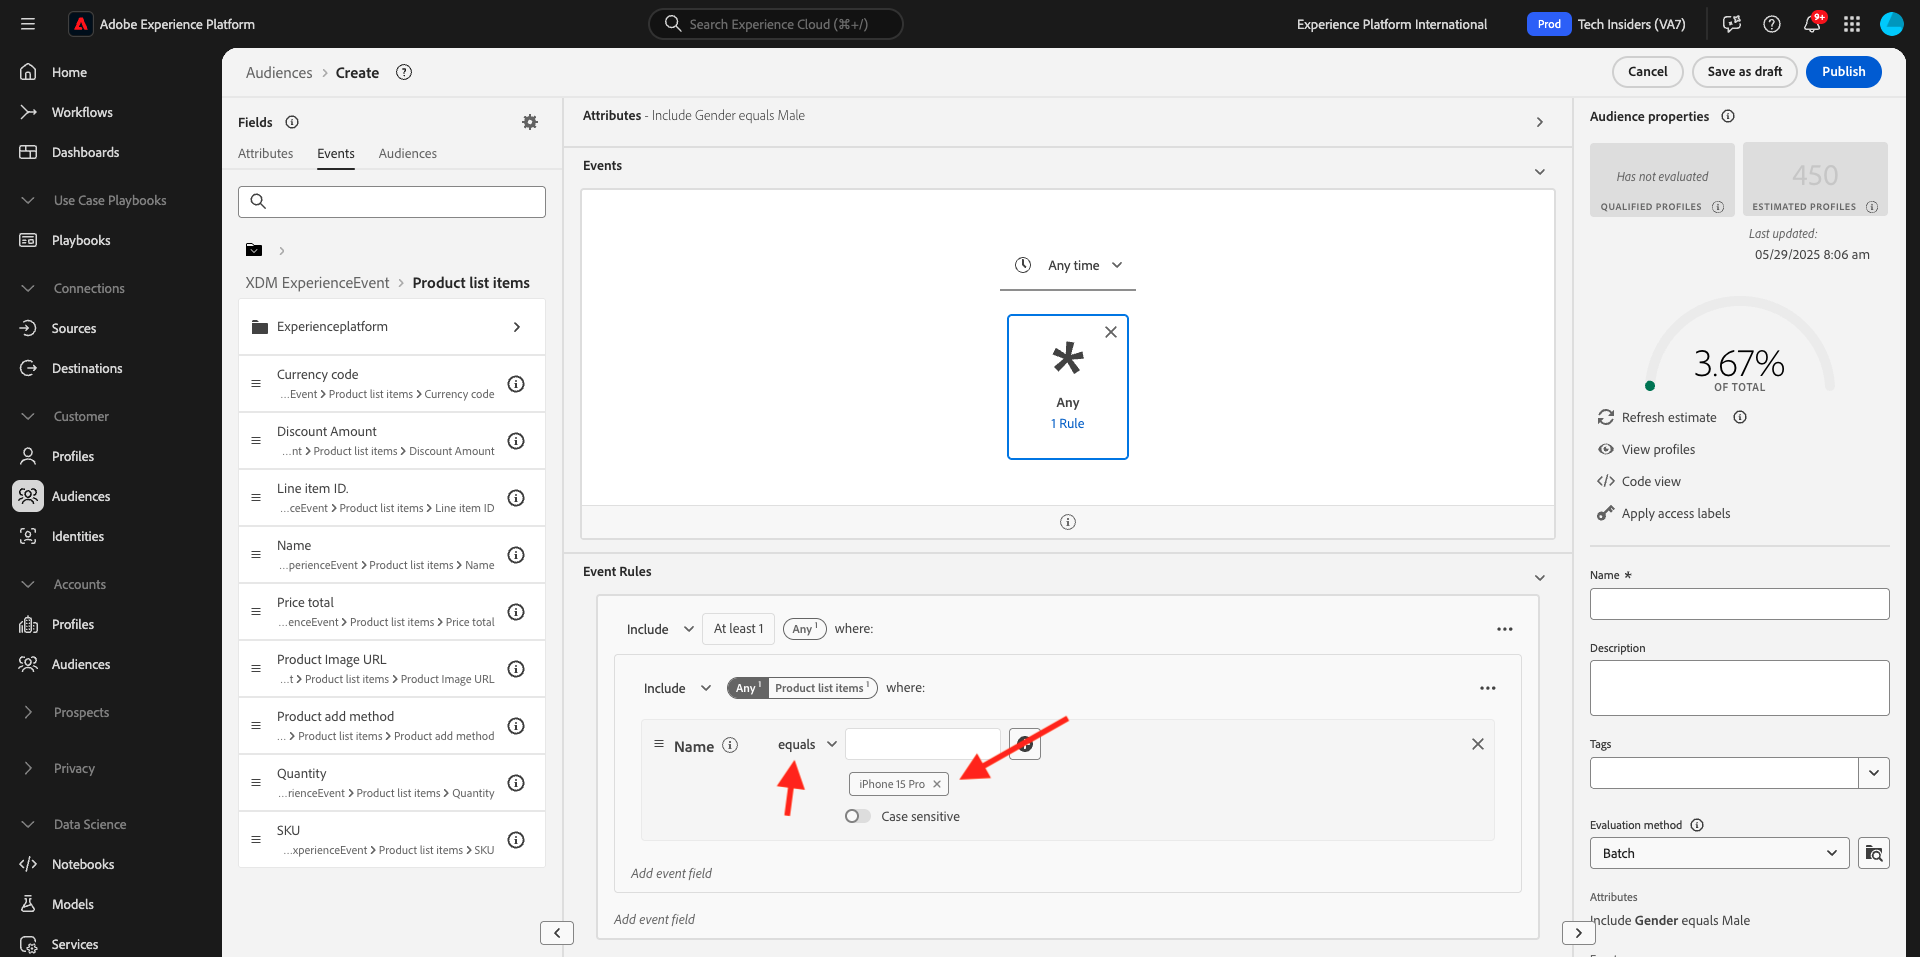 Adobe Experience Platform
Search Experience Cloud (⌘+/)
Experience Platform International
Prod
Tech Insiders (VA7)
9+
Home
Workflows
Dashboards
Use Case Playbooks
Playbooks
Connections
Sources
Destinations
Customer
Profiles
Audiences
Identities
Accounts
Profiles
Audiences
Prospects
Privacy
Data Science
Notebooks
Models
Services
Audiences > Create
Cancel
Save as draft
Publish
Fields
Attributes
Events
Audiences
XDM ExperienceEvent > Product list items
Experienceplatform
Currency code
...Event > Product list items > Currency code
Discount Amount
...nt > Product list items > Discount Amount
Line item ID.
...ceEvent > Product list items > Line item ID
Name
...perienceEvent > Product list items > Name
Price total
...enceEvent > Product list items > Price total
Product Image URL
...t > Product list items > Product Image URL
Product add method
... > Product list items > Product add method
Quantity
...rienceEvent > Product list items > Quantity
SKU
...xperienceEvent > Product list items > SKU
Attributes - Include Gender equals Male
Events
Any time
Any
1 Rule
Event Rules
Include At least 1 Any 1 where:
Include Any 1 Product list items 1 where:
Name equals
iPhone 15 Pro
Case sensitive
Add event field
Add event field
Audience properties
Has not evaluated
QUALIFIED PROFILES
450
ESTIMATED PROFILES
Last updated:
05/29/2025 8:06 am
3.67%
OF TOTAL
Refresh estimate
View profiles
</> Code view
Apply access labels
Name *
Description
Tags
Evaluation method
Batch
Attributes
Include Gender equals Male